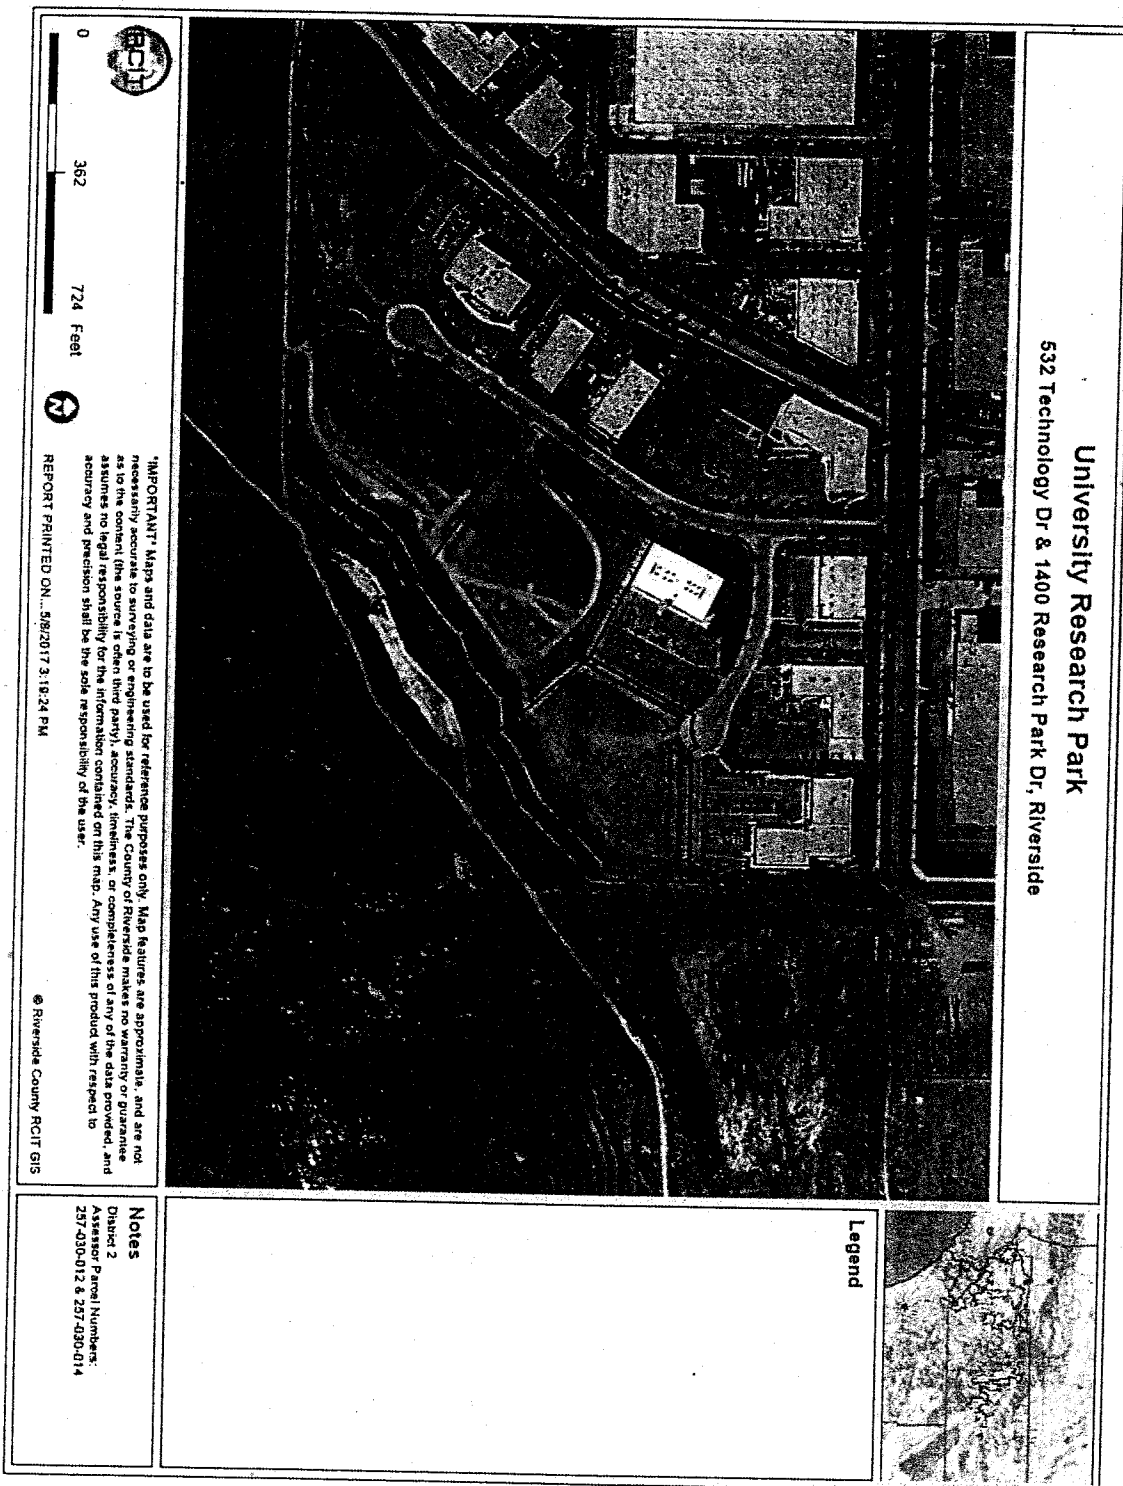 University Research Park
532 Technology Dr & 1400 Research Park Dr, Riverside
Legend
RCIT
0 362 724 Feet
N
*IMPORTANT* Maps and data are to be used for reference purposes only. Map features are approximate, and are not
necessarily accurate to surveying or engineering standards. The County of Riverside makes no warranty or guarantee
as to the content (the source is often third party), accuracy, timeliness, or completeness of any of the data provided, and
assumes no legal responsibility for the information contained on this map. Any use of this product with respect to
accuracy and precision shall be the sole responsibility of the user.
REPORT PRINTED ON... 5/8/2017 3:19:24 PM
© Riverside County RCIT GIS
Notes
District 2
Assessor Parcel Numbers:
257-030-012 & 257-030-014